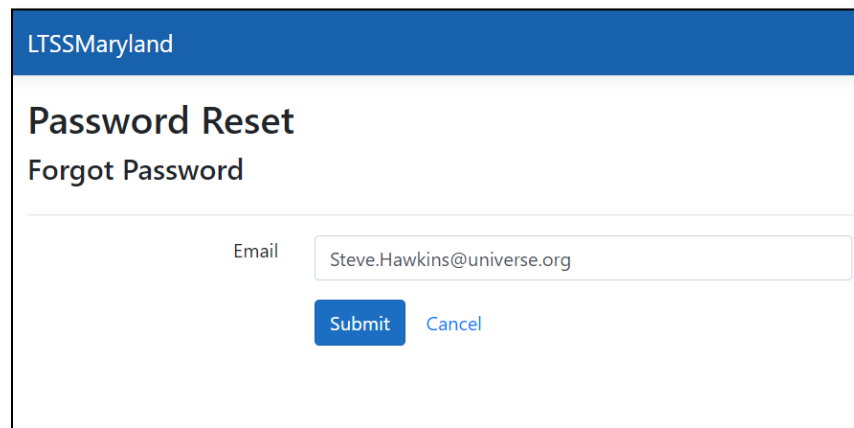 LTSSMaryland
Password Reset
Forgot Password
Email Steve.Hawkins@universe.org
Submit Cancel